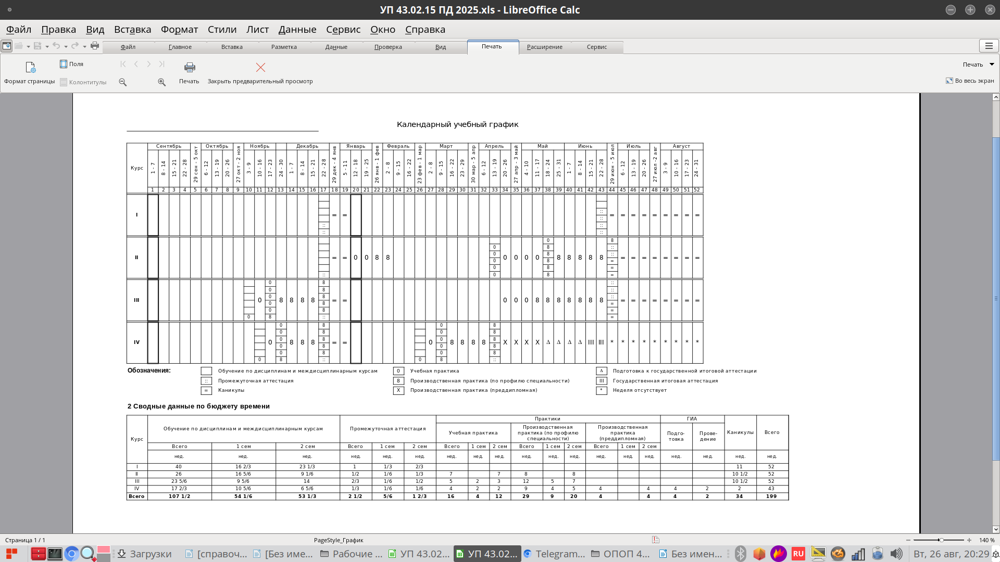 УП 43.02.15 ПД 2025.xls - LibreOffice Calc
Файл Правка Вид Вставка Формат Стили Лист Данные Сервис Окно Справка
Файл Главное Вставка Разметка Данные Проверка Вид Печать Расширение Сервис
Формат страницы Поля Колонтитулы Печать Закрыть предварительный просмотр Печать Во весь экран
Календарный учебный график
Курс Сентябрь 29 сен - 5 окт Октябрь 27 окт - 2 ноя Ноябрь Декабрь 29 дек - 4 янв Январь 26 янв - 1 фев Февраль 23 фев - 1 мар Март 30 мар - 5 апр Апрель 27 апр - 3 май Май Июнь 29 июн - 5 июл Июль 27 июл -2 авг Август
1 - 7 8 - 14 15 - 21 22 - 28 6 - 12 13 - 19 20 - 26 3 - 9 10 - 16 17 - 23 24 - 30 1 - 7 8 - 14 15 - 21 22 - 28 5 - 11 12 - 18 19 - 25 2 - 8 9 - 15 16 - 22 2 - 8 9 - 15 16 - 22 23 - 29 6 - 12 13 - 19 20 - 26 4 - 10 11 - 17 18 - 24 25 - 31 1 - 7 8 - 14 15 - 21 22 - 28 6 - 12 13 - 19 20 - 26 3 - 9 10 - 16 17 - 23 24 - 31
1 2 3 4 5 6 7 8 9 10 11 12 13 14 15 16 17 18 19 20 21 22 23 24 25 26 27 28 29 30 31 32 33 34 35 36 37 38 39 40 41 42 43 44 45 46 47 48 49 50 51 52
I :: :: = = :: :: :: :: = = = = = = = = =
II :: = = 0 0 8 8 0 0 0 0 0 0 0 0 0 0 8 8 8 8 8 8 8 8 8 8 8 :: :: = = = = = = = = = = =
III 0 0 0 0 0 0 0 8 8 8 8 8 8 8 8 8 8 :: = = 0 0 0 8 8 8 8 8 8 8 :: :: :: = = = = = = = = = = =
IV 0 0 0 0 0 0 0 8 8 8 8 8 8 8 8 8 :: = = 0 0 0 0 0 0 0 8 8 8 8 8 8 8 8 8 8 :: X X X X Δ Δ Δ Δ III III * * * * * * * * *
Обозначения: Обучение по дисциплинам и междисциплинарным курсам 0 Учебная практика Δ Подготовка к государственной итоговой аттестации
:: Промежуточная аттестация 8 Производственная практика (по профилю специальности) III Государственная итоговая аттестация
= Каникулы X Производственная практика (преддипломная) * Неделя отсутствует
2 Сводные данные по бюджету времени
Курс Обучение по дисциплинам и междисциплинарным курсам Промежуточная аттестация Практики ГИА Каникулы Всего
Учебная практика Производственная практика (по профилю специальности) Производственная практика (преддипломная) Подго-товка Прове-дение
Всего 1 сем 2 сем Всего 1 сем 2 сем Всего 1 сем 2 сем Всего 1 сем 2 сем Всего 1 сем 2 сем
нед. нед. нед. нед. нед. нед. нед. нед. нед. нед. нед. нед. нед. нед. нед. нед. нед. нед. нед.
I 40 16 2/3 23 1/3 1 1/3 2/3 11 52
II 26 16 5/6 9 1/6 1/2 1/6 1/3 7 7 8 8 10 1/2 52
III 23 5/6 9 5/6 14 2/3 1/6 1/2 5 2 3 12 5 7 10 1/2 52
IV 17 2/3 10 5/6 6 5/6 1/3 1/6 1/6 4 2 2 9 4 5 4 4 4 2 2 43
Всего 107 1/2 54 1/6 53 1/3 2 1/2 5/6 1 2/3 16 4 12 29 9 20 4 4 4 2 34 199
Страница 1 / 1 PageStyle_График 140 %
Загрузки [справоч... [Без име... Рабочие ... УП 43.02... УП 43.02... Telegram... ОПОП 4... Без имен... RU Вт, 26 авг, 20:29